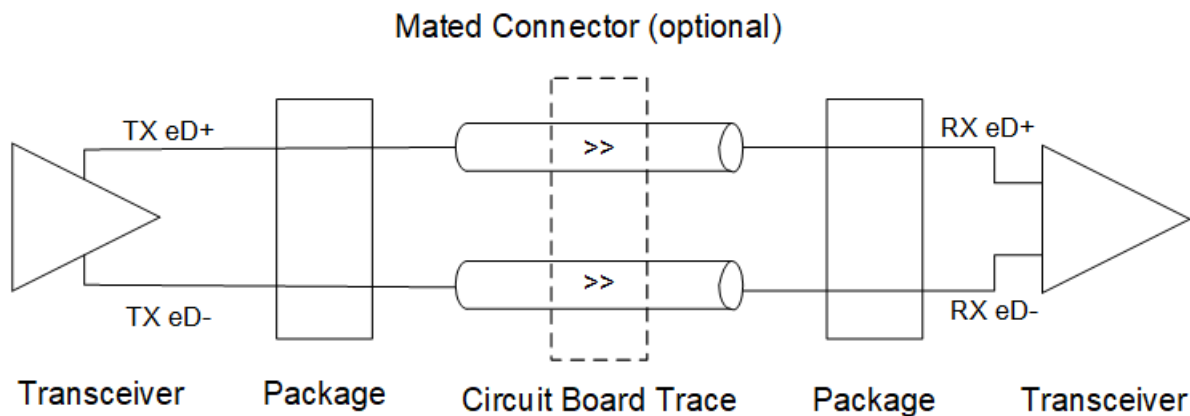 Mated Connector (optional)
TX eD+
>>
RX eD+
TX eD-
>>
RX eD-
Transceiver
Package
Circuit Board Trace
Package
Transceiver